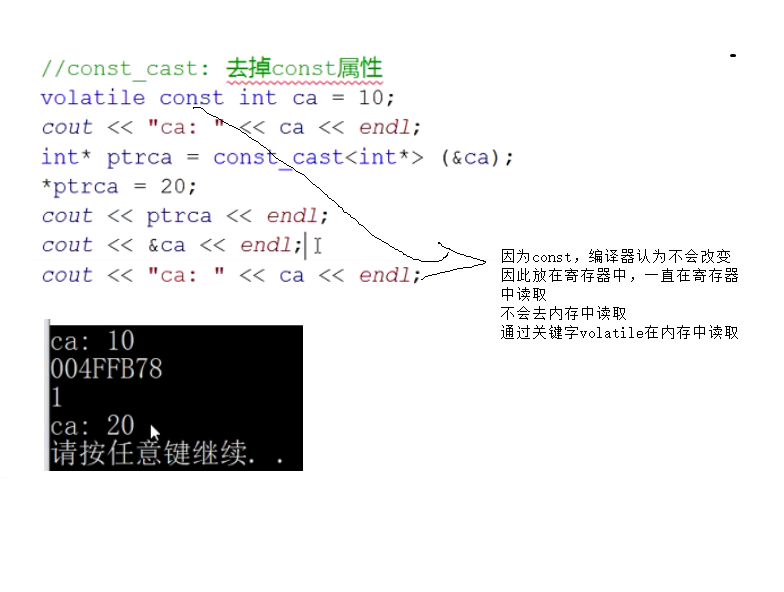 //const_cast: 去掉const属性
volatile const int ca = 10;
cout << "ca: " << ca << endl;
int* ptrca = const_cast<int*> (&ca);
*ptrca = 20;
cout << ptrca << endl;
cout << &ca << endl;
cout << "ca: " << ca << endl;
因为const，编译器认为不会改变
因此放在寄存器中，一直在寄存器
中读取
不会去内存中读取
通过关键字volatile在内存中读取
ca: 10
004FFB78
1
ca: 20
请按任意键继续. .